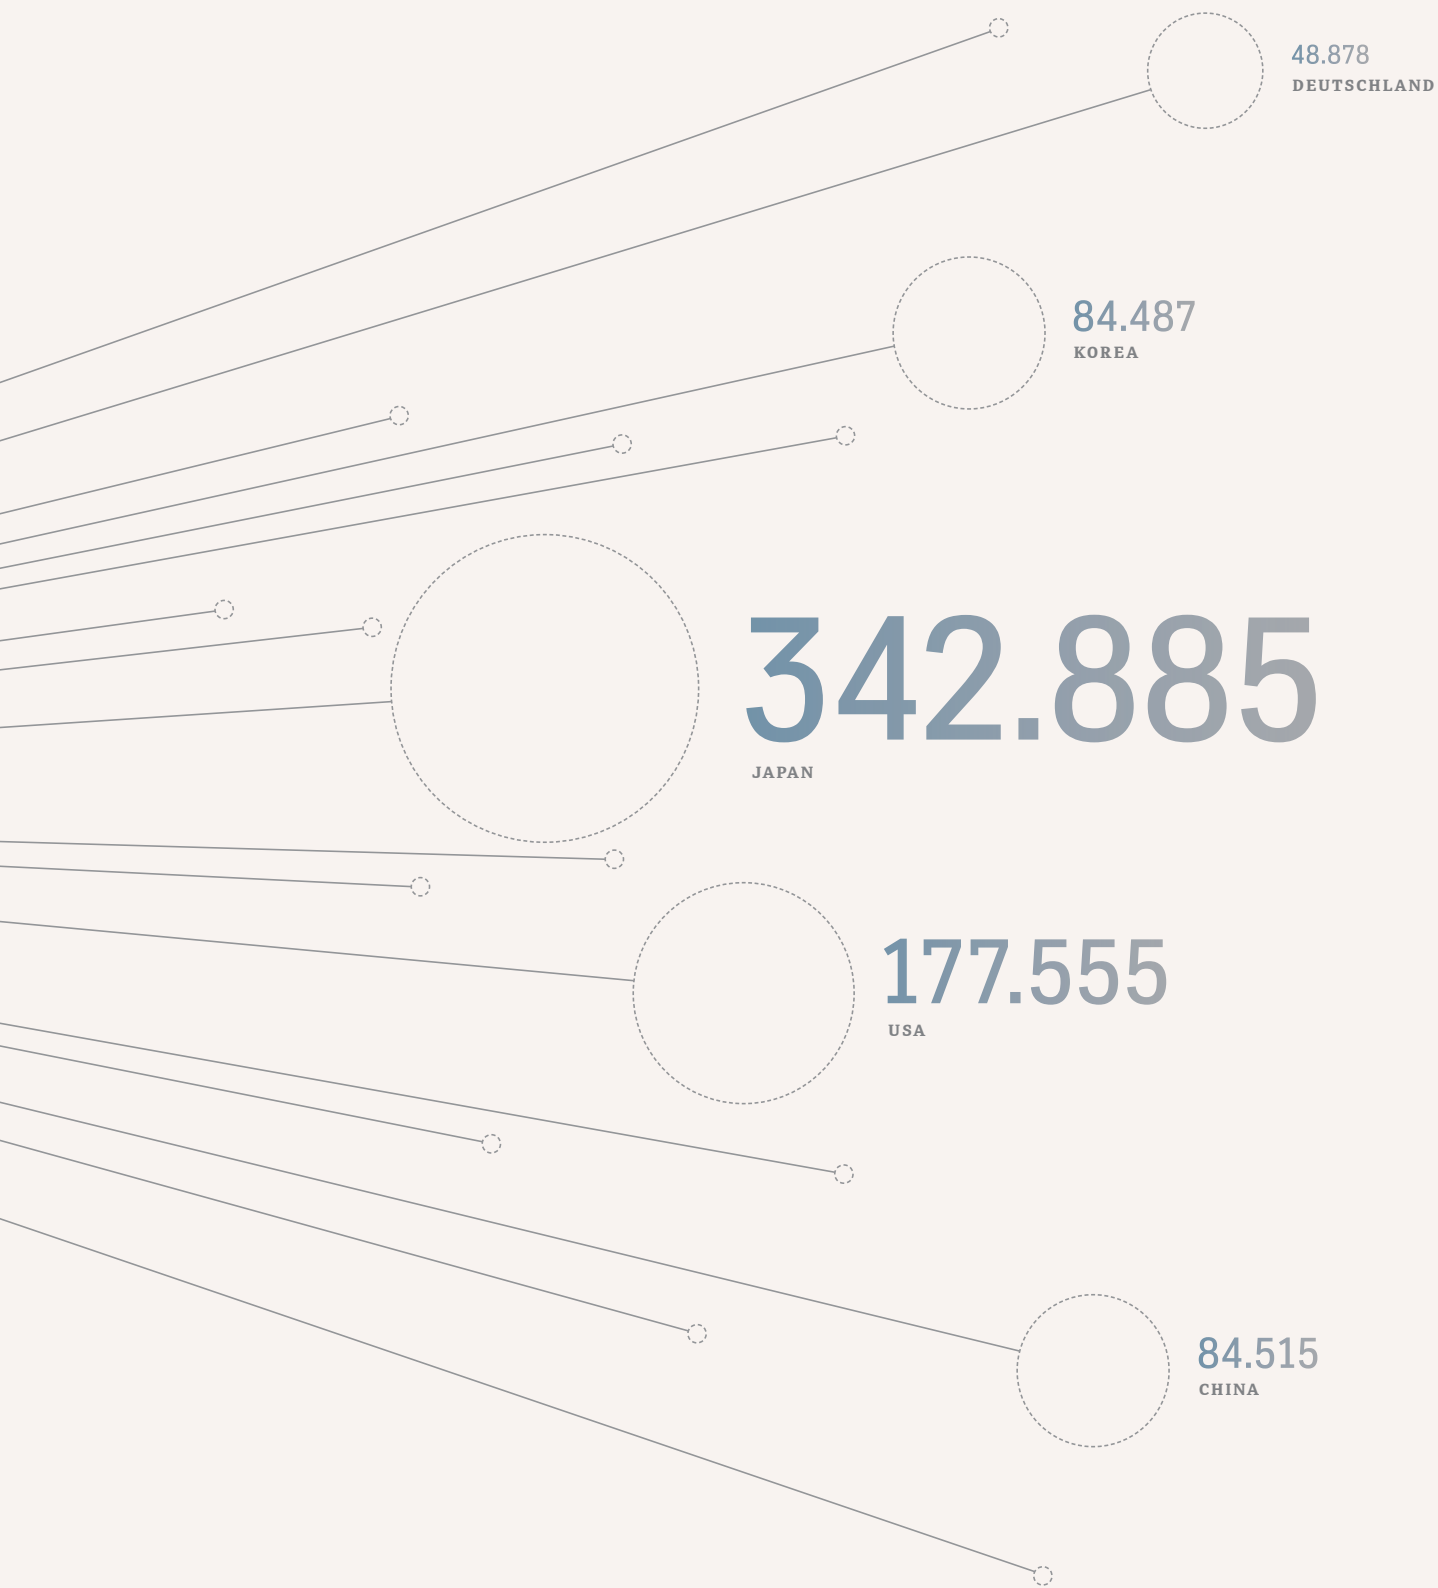 48.878
DEUTSCHLAND
84.487
KOREA
342.885
JAPAN
177.555
USA
84.515
CHINA